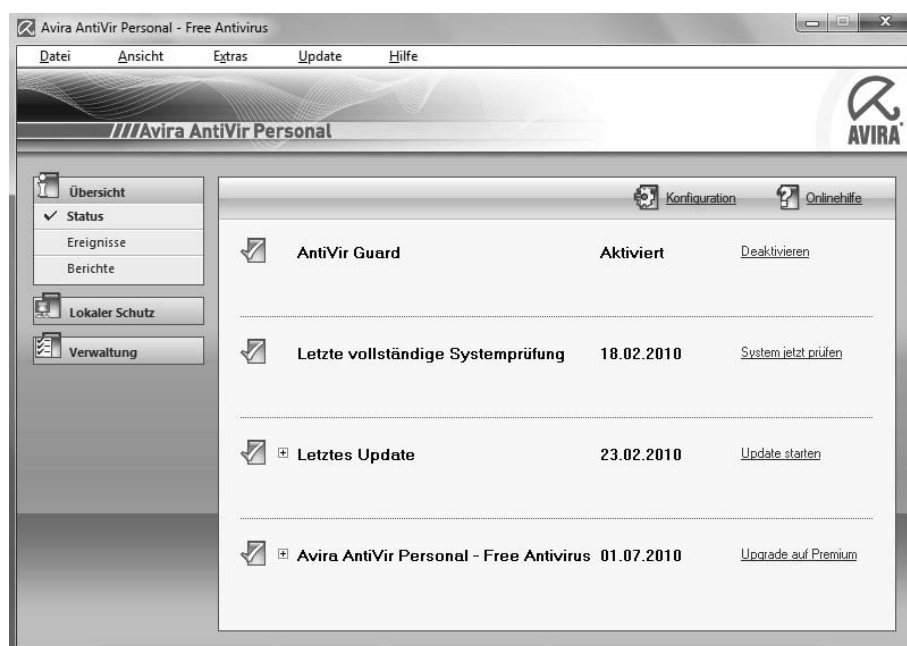 Avira AntiVir Personal - Free Antivirus
Datei Ansicht Extras Update Hilfe
////Avira AntiVir Personal
AVIRA
Übersicht
Status
Ereignisse
Berichte
Lokaler Schutz
Verwaltung
Konfiguration Onlinehilfe
AntiVir Guard Aktiviert Deaktivieren
Letzte vollständige Systemprüfung 18.02.2010 System jetzt prüfen
Letztes Update 23.02.2010 Update starten
Avira AntiVir Personal - Free Antivirus 01.07.2010 Upgrade auf Premium